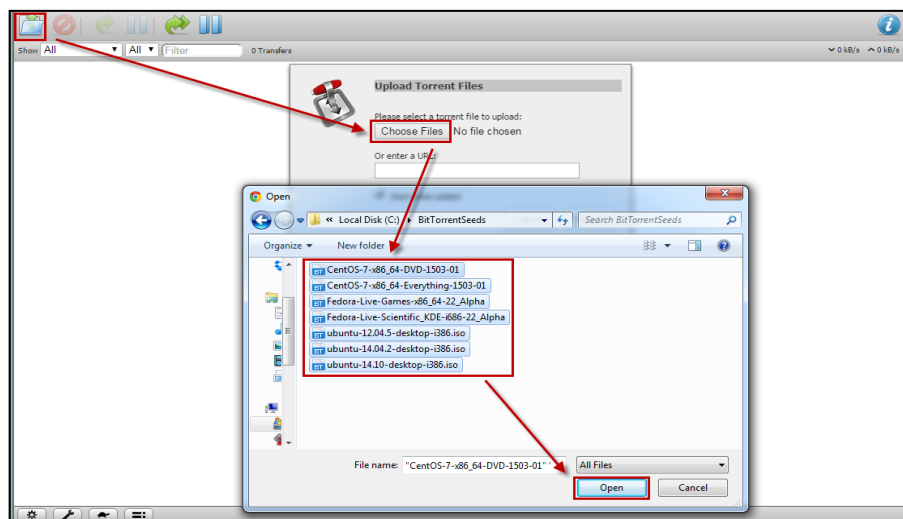 Show All All Filter 0 Transfers 0 kB/s 0 kB/s
Upload Torrent Files
Please select a torrent file to upload:
Choose Files No file chosen
Or enter a URL:
Open
« Local Disk (C:) BitTorrentSeeds Search BitTorrentSeeds
Organize New folder
CentOS-7-x86_64-DVD-1503-01
CentOS-7-x86_64-Everything-1503-01
Fedora-Live-Games-x86_64-22_Alpha
Fedora-Live-Scientific_KDE-i686-22_Alpha
ubuntu-12.04.5-desktop-i386.iso
ubuntu-14.04.2-desktop-i386.iso
ubuntu-14.10-desktop-i386.iso
File name: "CentOS-7-x86_64-DVD-1503-01" All Files
Open Cancel